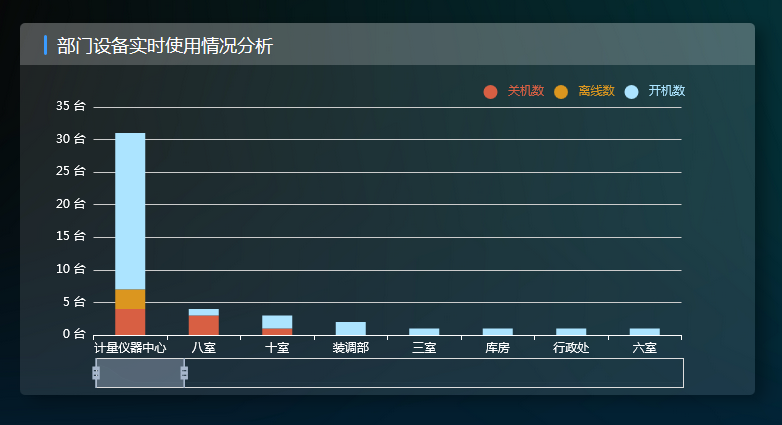 部门设备实时使用情况分析
关机数 离线数 开机数
35 台
30 台
25 台
20 台
15 台
10 台
5 台
0 台
计量仪器中心 八室 十室 装调部 三室 库房 行政处 六室